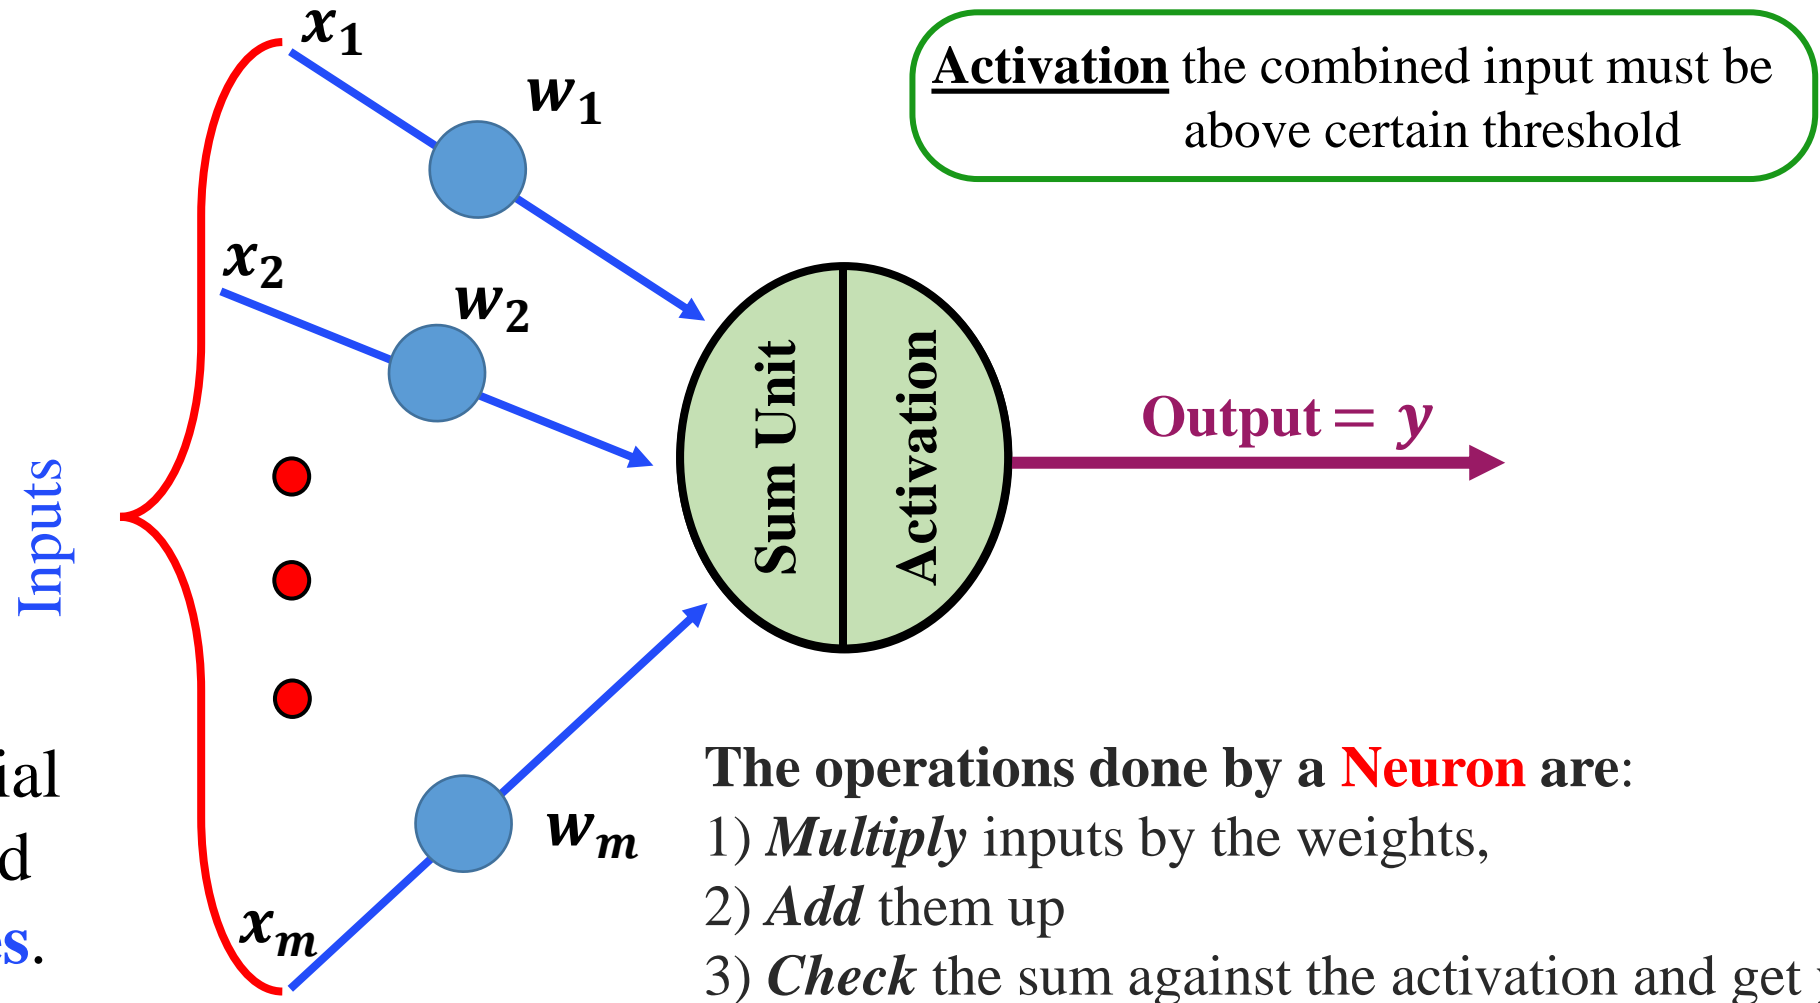 x₁
w₁
Activation the combined input must be
above certain threshold
x₂
w₂
Inputs
Sum Unit
Activation
Output = y
wₘ
xₘ
The operations done by a Neuron are:
1) Multiply inputs by the weights,
2) Add them up
3) Check the sum against the activation and get